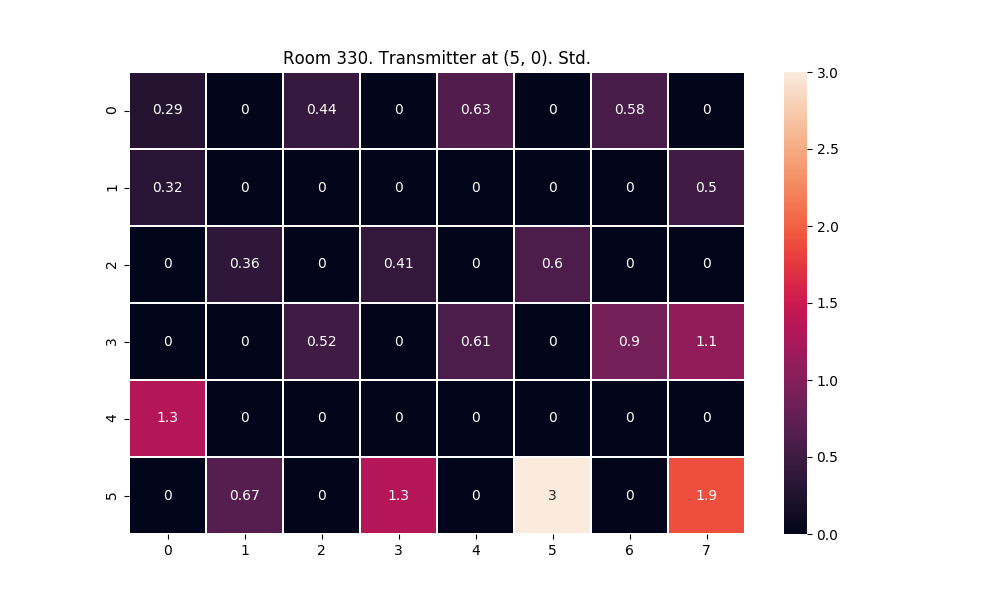 Room 330. Transmitter at (5, 0). Std.
0 0.29 0 0.44 0 0.63 0 0.58 0
1 0.32 0 0 0 0 0 0 0.5
2 0 0.36 0 0.41 0 0.6 0 0
3 0 0 0.52 0 0.61 0 0.9 1.1
4 1.3 0 0 0 0 0 0 0
5 0 0.67 0 1.3 0 3 0 1.9
0 1 2 3 4 5 6 7
3.0
2.5
2.0
1.5
1.0
0.5
0.0